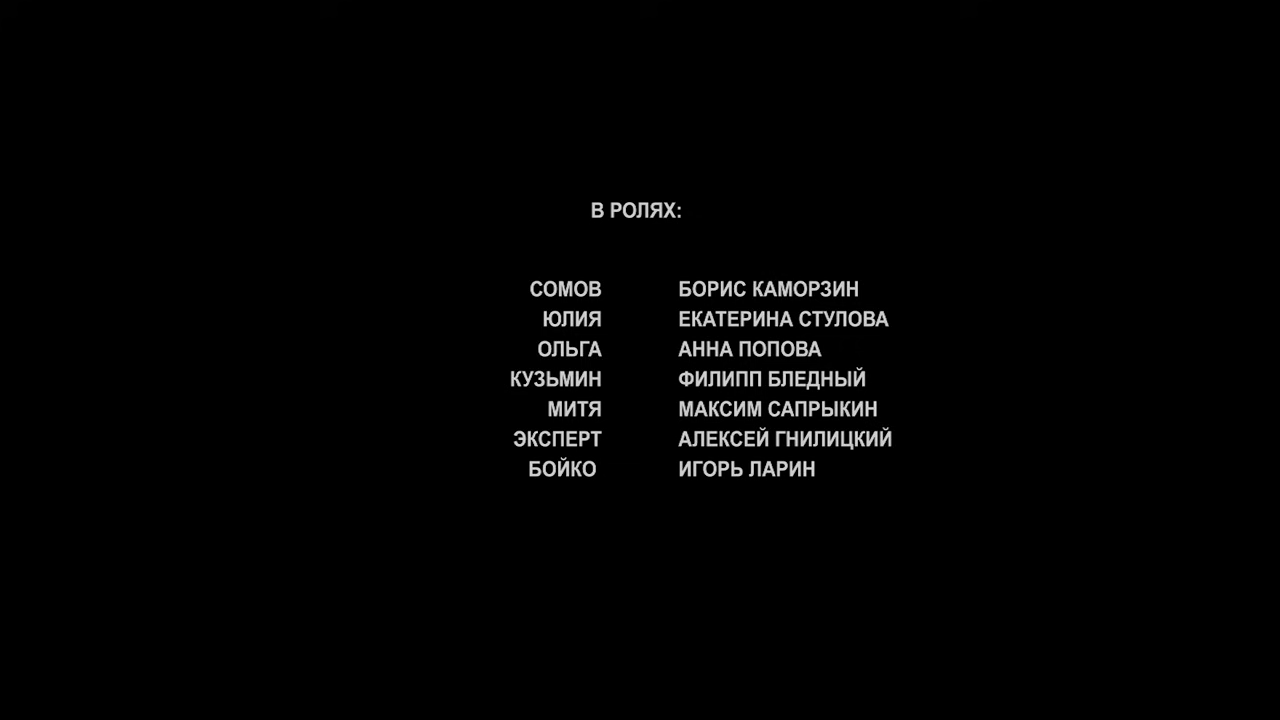 В РОЛЯХ:
СОМОВ БОРИС КАМОРЗИН
ЮЛИЯ ЕКАТЕРИНА СТУЛОВА
ОЛЬГА АННА ПОПОВА
КУЗЬМИН ФИЛИПП БЛЕДНЫЙ
МИТЯ МАКСИМ САПРЫКИН
ЭКСПЕРТ АЛЕКСЕЙ ГНИЛИЦКИЙ
БОЙКО ИГОРЬ ЛАРИН